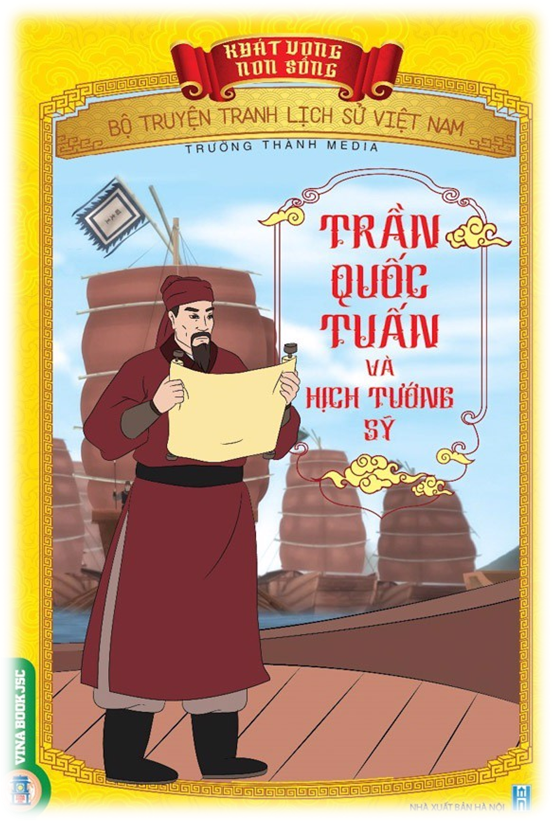 KHÁT VỌNG
NON SÔNG
BỘ TRUYỆN TRANH LỊCH SỬ VIỆT NAM
TRƯỜNG THÀNH MEDIA
TRẦN
QUỐC
TUẤN
VÀ
HỊCH TƯỚNG
SỸ
VINA BOOK JSC
NHÀ XUẤT BẢN HÀ NỘI